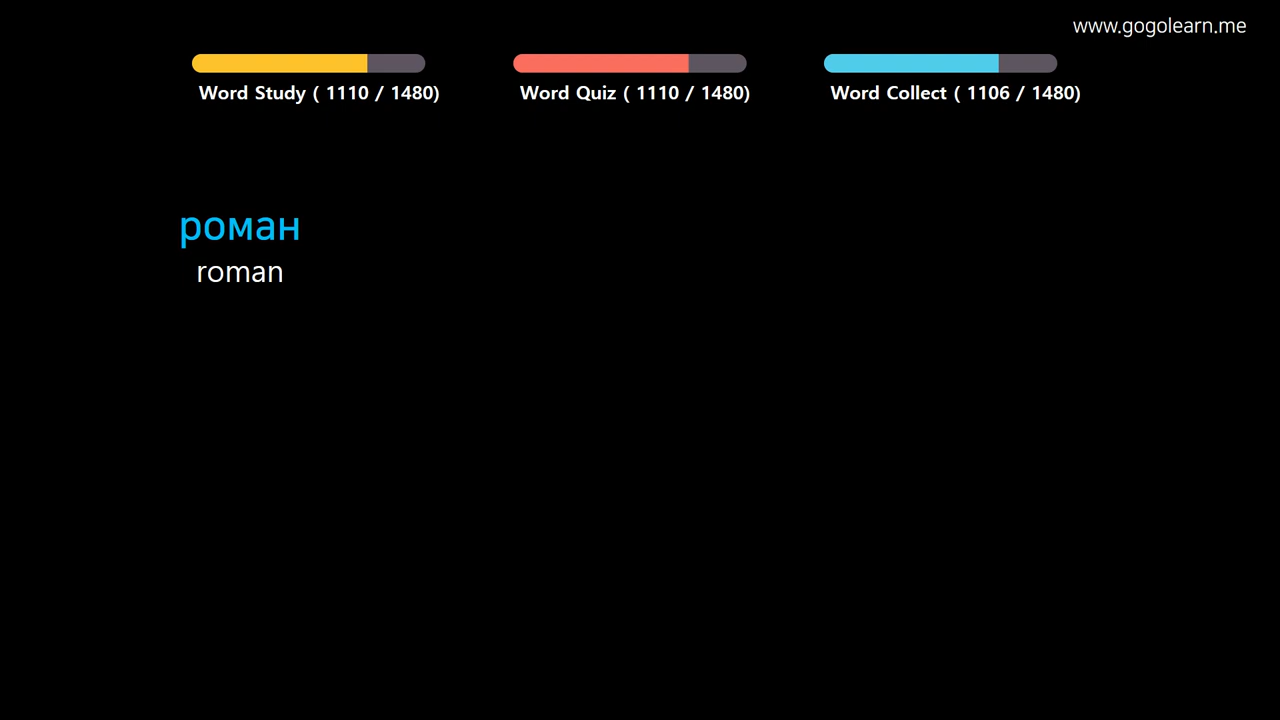 www.gogolearn.me
Word Study ( 1110 / 1480)
Word Quiz ( 1110 / 1480)
Word Collect ( 1106 / 1480)
роман
roman